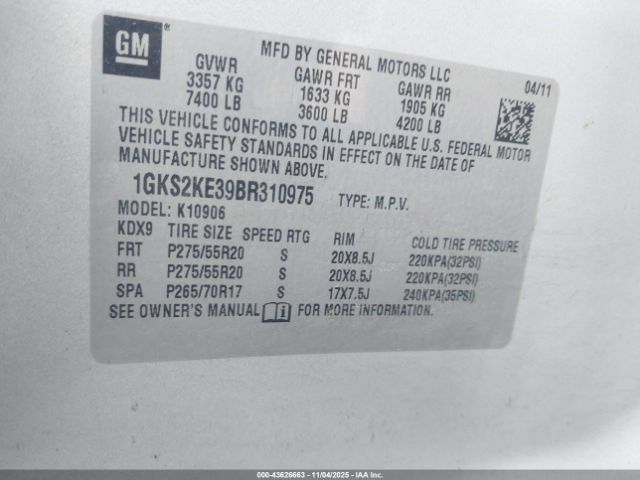 GM
MFD BY GENERAL MOTORS LLC
04/11
GVWR GAWR FRT GAWR RR
3357 KG 1633 KG 1905 KG
7400 LB 3600 LB 4200 LB
THIS VEHICLE CONFORMS TO ALL APPLICABLE U.S. FEDERAL MOTOR
VEHICLE SAFETY STANDARDS IN EFFECT ON THE DATE OF
MANUFACTURE SHOWN ABOVE.
1GKS2KE39BR310975 TYPE: M.P.V.
MODEL: K10906
KDX9 TIRE SIZE SPEED RTG RIM COLD TIRE PRESSURE
FRT P275/55R20 S 20X8.5J 220KPA(32PSI)
RR P275/55R20 S 20X8.5J 220KPA(32PSI)
SPA P265/70R17 S 17X7.5J 240KPA(35PSI)
SEE OWNER'S MANUAL i FOR MORE INFORMATION.
00-43626663 - 11/04/2025 - COPYRIGHT IAA, LLC